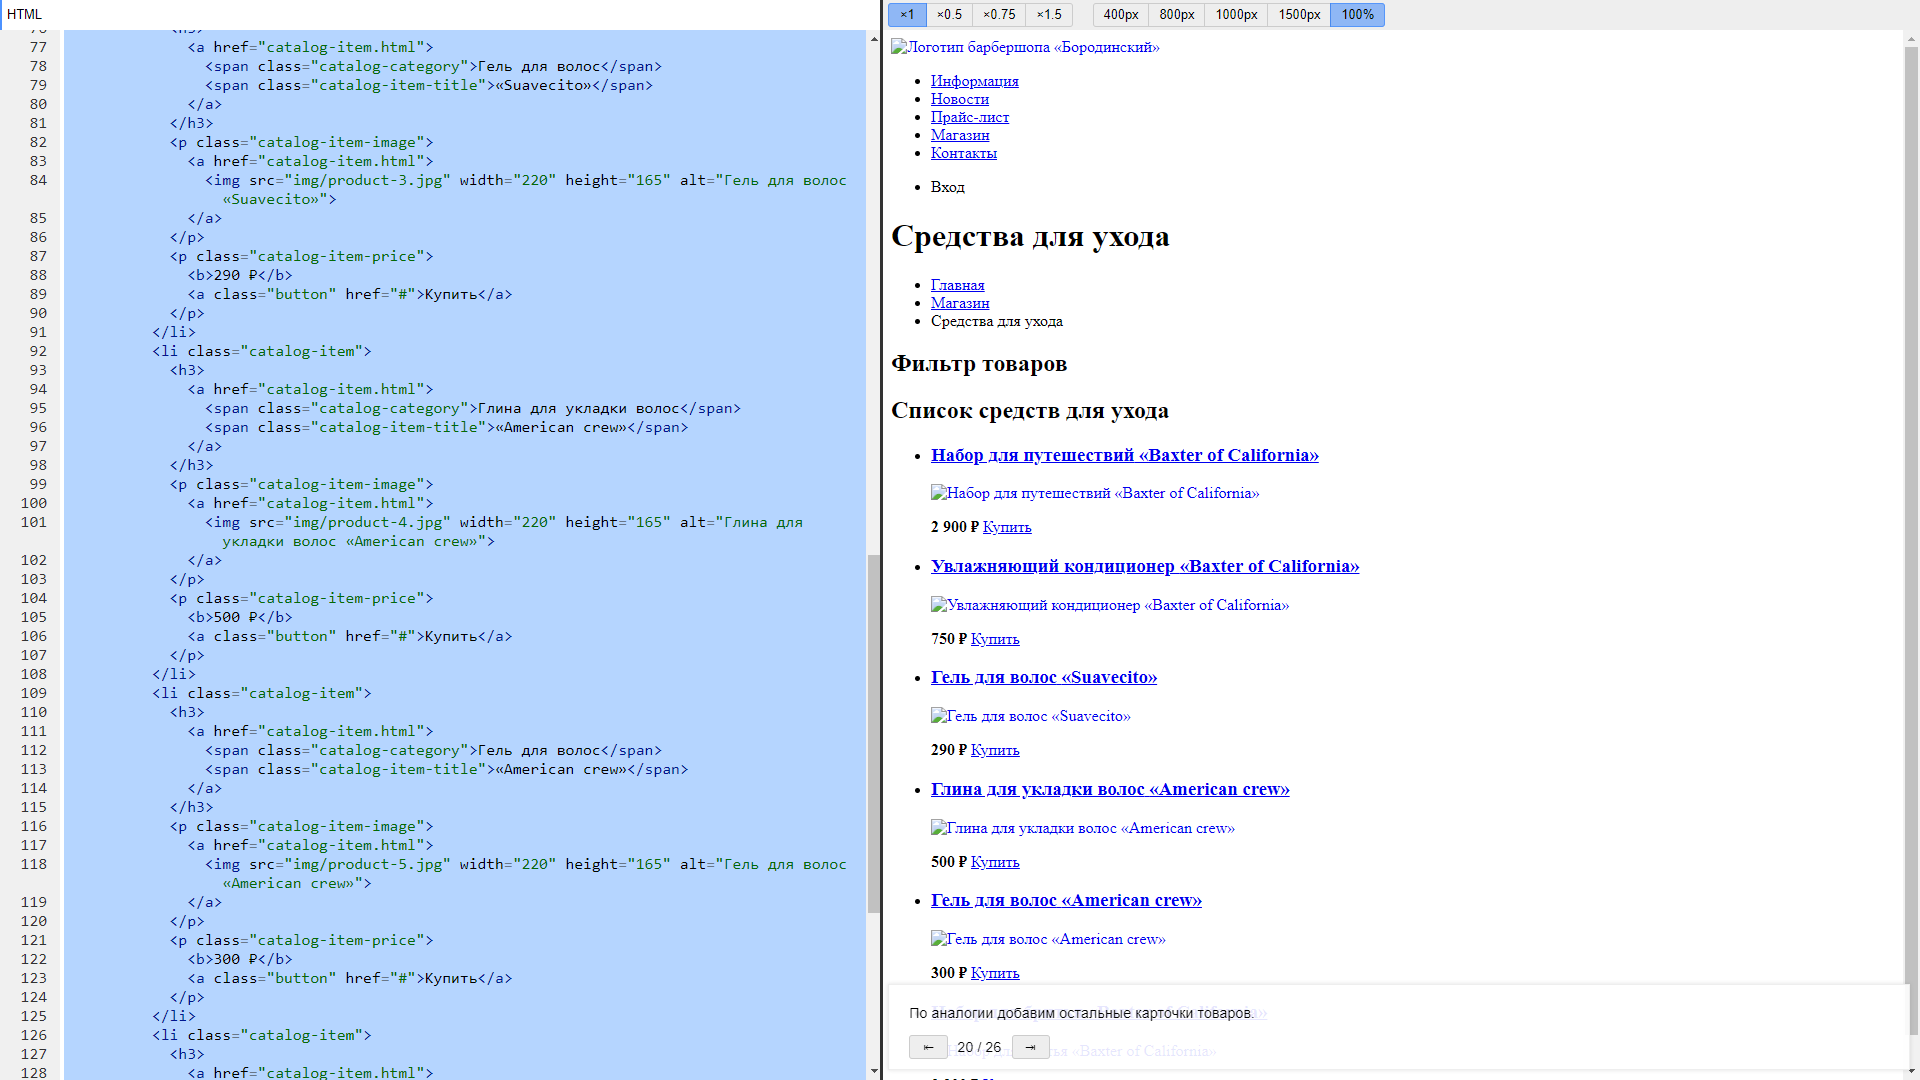 HTML
77 <a href="catalog-item.html">
78 <span class="catalog-category">Гель для волос</span>
79 <span class="catalog-item-title">«Suavecito»</span>
80 </a>
81 </h3>
82 <p class="catalog-item-image">
83 <a href="catalog-item.html">
84 <img src="img/product-3.jpg" width="220" height="165" alt="Гель для волос
«Suavecito»">
85 </a>
86 </p>
87 <p class="catalog-item-price">
88 <b>290 ₽</b>
89 <a class="button" href="#">Купить</a>
90 </p>
91 </li>
92 <li class="catalog-item">
93 <h3>
94 <a href="catalog-item.html">
95 <span class="catalog-category">Глина для укладки волос</span>
96 <span class="catalog-item-title">«American crew»</span>
97 </a>
98 </h3>
99 <p class="catalog-item-image">
100 <a href="catalog-item.html">
101 <img src="img/product-4.jpg" width="220" height="165" alt="Глина для
укладки волос «American crew»">
102 </a>
103 </p>
104 <p class="catalog-item-price">
105 <b>500 ₽</b>
106 <a class="button" href="#">Купить</a>
107 </p>
108 </li>
109 <li class="catalog-item">
110 <h3>
111 <a href="catalog-item.html">
112 <span class="catalog-category">Гель для волос</span>
113 <span class="catalog-item-title">«American crew»</span>
114 </a>
115 </h3>
116 <p class="catalog-item-image">
117 <a href="catalog-item.html">
118 <img src="img/product-5.jpg" width="220" height="165" alt="Гель для волос
«American crew»">
119 </a>
120 </p>
121 <p class="catalog-item-price">
122 <b>300 ₽</b>
123 <a class="button" href="#">Купить</a>
124 </p>
125 </li>
126 <li class="catalog-item">
127 <h3>
128 <a href="catalog-item.html">
×1 ×0.5 ×0.75 ×1.5 400px 800px 1000px 1500px 100%
Логотип барбершопа «Бородинский»
Информация
Новости
Прайс-лист
Магазин
Контакты
Вход
Средства для ухода
Главная
Магазин
Средства для ухода
Фильтр товаров
Список средств для ухода
Набор для путешествий «Baxter of California»
Набор для путешествий «Baxter of California»
2 900 ₽ Купить
Увлажняющий кондиционер «Baxter of California»
Увлажняющий кондиционер «Baxter of California»
750 ₽ Купить
Гель для волос «Suavecito»
Гель для волос «Suavecito»
290 ₽ Купить
Глина для укладки волос «American crew»
Глина для укладки волос «American crew»
500 ₽ Купить
Гель для волос «American crew»
Гель для волос «American crew»
300 ₽ Купить
По аналогии добавим остальные карточки товаров.
⇤ 20 / 26 ⇥
«Baxter of California»